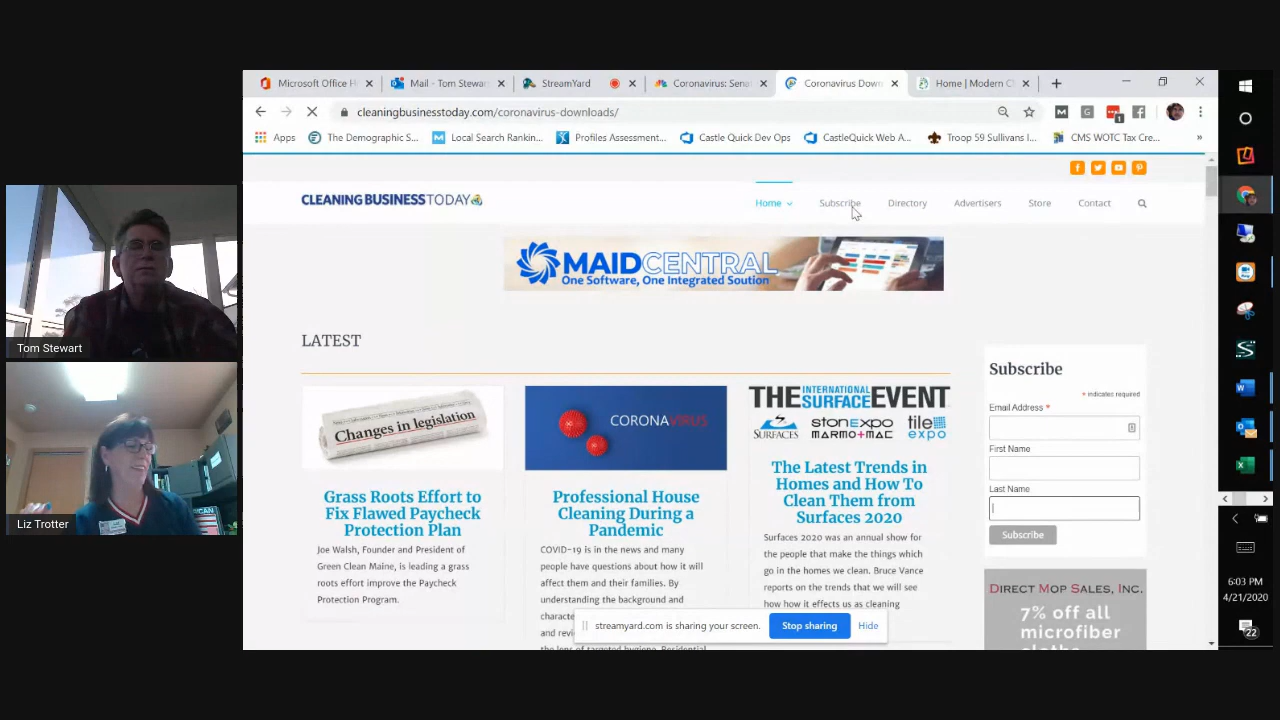 Microsoft Office H
Mail - Tom Stewar
StreamYard
Coronavirus: Sena
Coronavirus Down
Home | Modern C
cleaningbusinesstoday.com/coronavirus-downloads/
Apps
The Demographic S...
Local Search Rankin...
Profiles Assessment...
Castle Quick Dev Ops
CastleQuick Web A...
Troop 59 Sullivans I...
CMS WOTC Tax Cre...
CLEANING BUSINESS TODAY
Home
Subscribe
Directory
Advertisers
Store
Contact
MAIDCENTRAL
One Software, One Integrated Soution
LATEST
Changes in legislation
Grass Roots Effort to
Fix Flawed Paycheck
Protection Plan
Joe Walsh, Founder and President of
Green Clean Maine, is leading a grass
roots effort improve the Paycheck
Protection Program.
CORONAVIRUS
Professional House
Cleaning During a
Pandemic
COVID-19 is in the news and many
people have questions about how it will
affect them and their families. By
understanding the background and
THE INTERNATIONAL SURFACE EVENT
SURFACES
STONEXPO
MARMO+MAC
tile
expo
The Latest Trends in
Homes and How To
Clean Them from
Surfaces 2020
Surfaces 2020 was an annual show for
the people that make the things which
go in the homes we clean. Bruce Vance
reports on the trends that we will see
how how it effects us as cleaning
Subscribe
* indicates required
Email Address *
First Name
Last Name
Subscribe
DIRECT MOP SALES, INC.
7% off all
microfiber
streamyard.com is sharing your screen.
Stop sharing
Hide
Tom Stewart
Liz Trotter
6:03 PM
4/21/2020
22